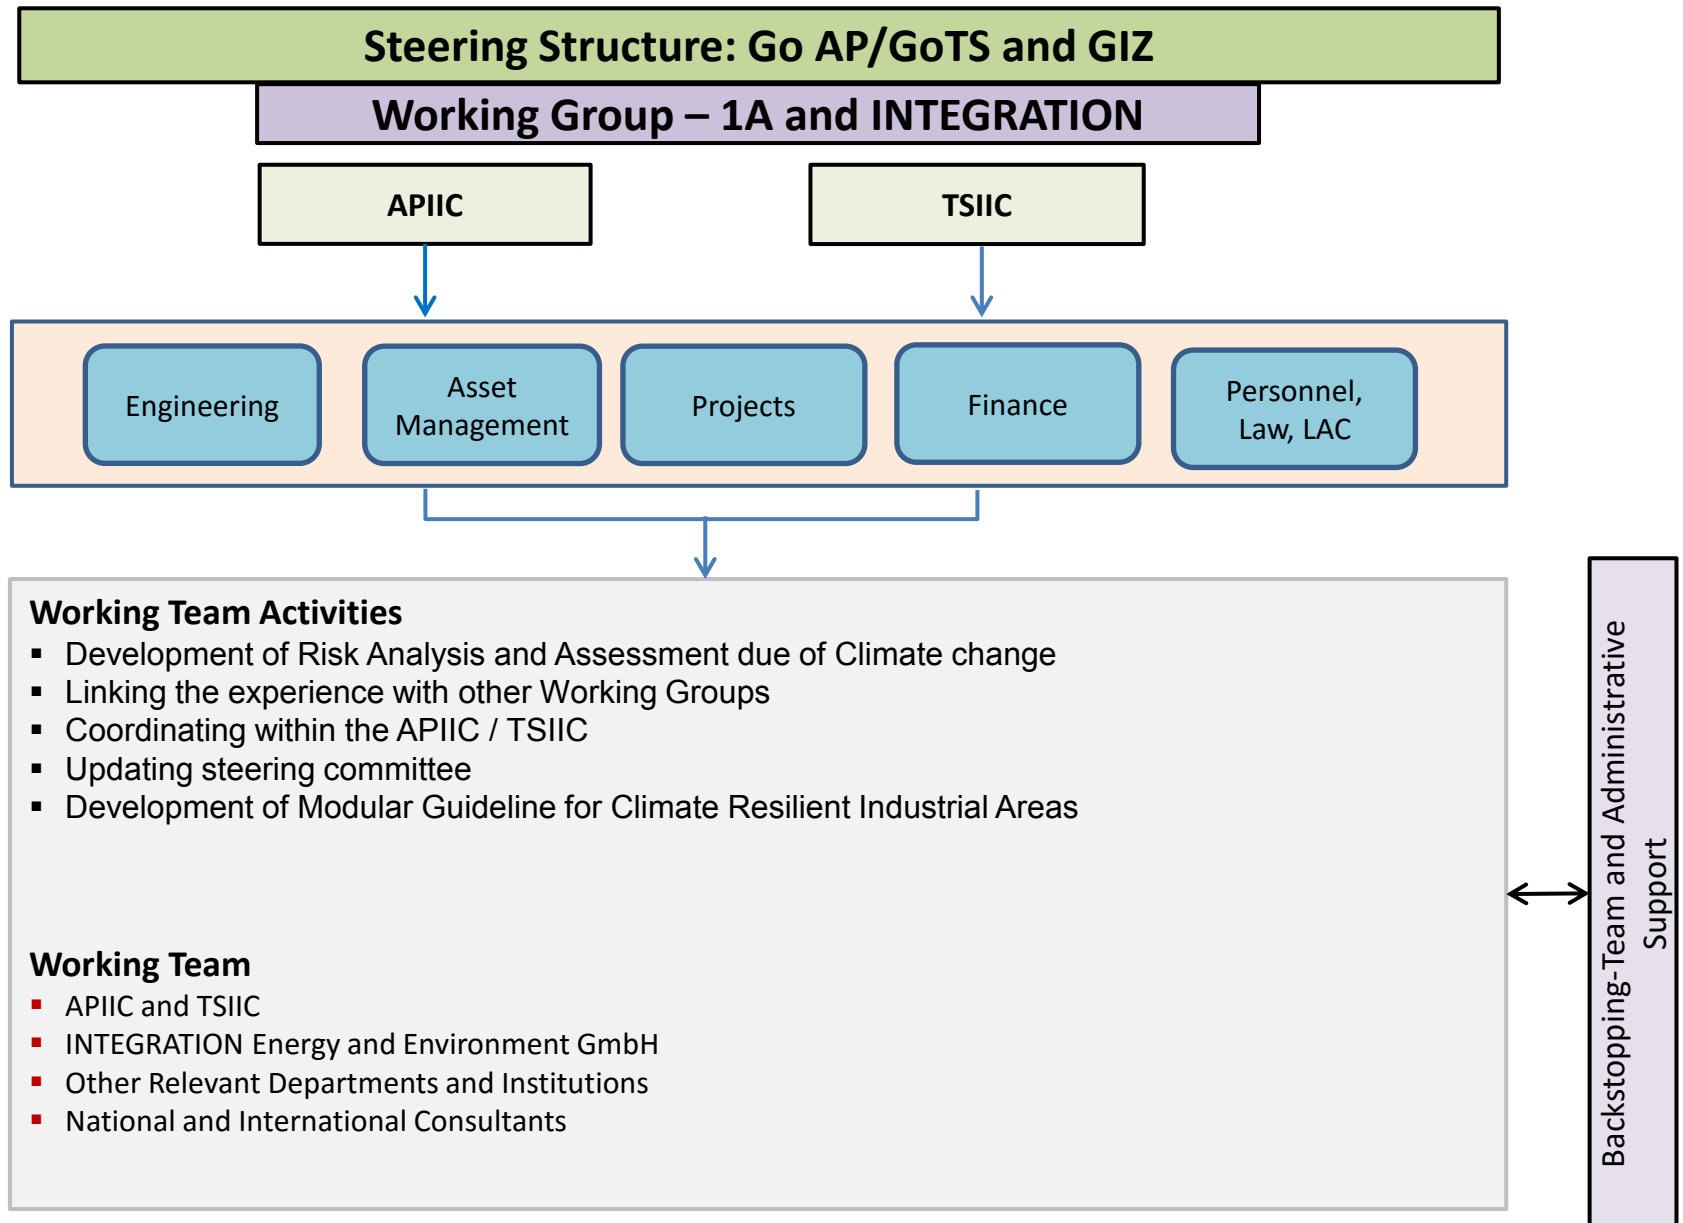 Steering Structure: Go AP/GoTS and GIZ
Working Group – 1A and INTEGRATION
APIIC
TSIIC
Engineering
Asset
Management
Projects
Finance
Personnel,
Law, LAC
Working Team Activities
▪ Development of Risk Analysis and Assessment due of Climate change
▪ Linking the experience with other Working Groups
▪ Coordinating within the APIIC / TSIIC
▪ Updating steering committee
▪ Development of Modular Guideline for Climate Resilient Industrial Areas
Working Team
▪ APIIC and TSIIC
▪ INTEGRATION Energy and Environment GmbH
▪ Other Relevant Departments and Institutions
▪ National and International Consultants
Backstopping-Team and Administrative
Support